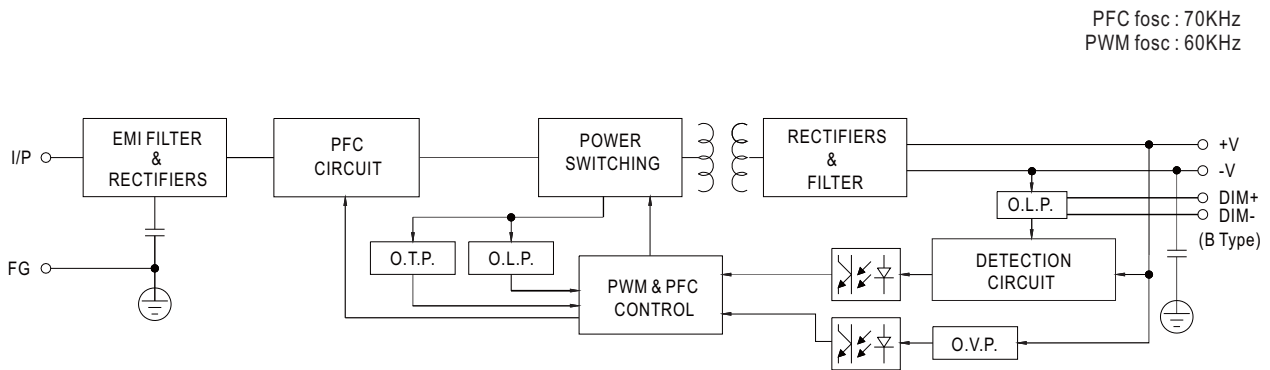 PFC fosc : 70KHz
PWM fosc : 60KHz
I/P
EMI FILTER
&
RECTIFIERS
PFC
CIRCUIT
POWER
SWITCHING
RECTIFIERS
&
FILTER
+V
-V
DIM+
DIM-
(B Type)
O.L.P.
FG
O.T.P.
O.L.P.
PWM & PFC
CONTROL
DETECTION
CIRCUIT
O.V.P.